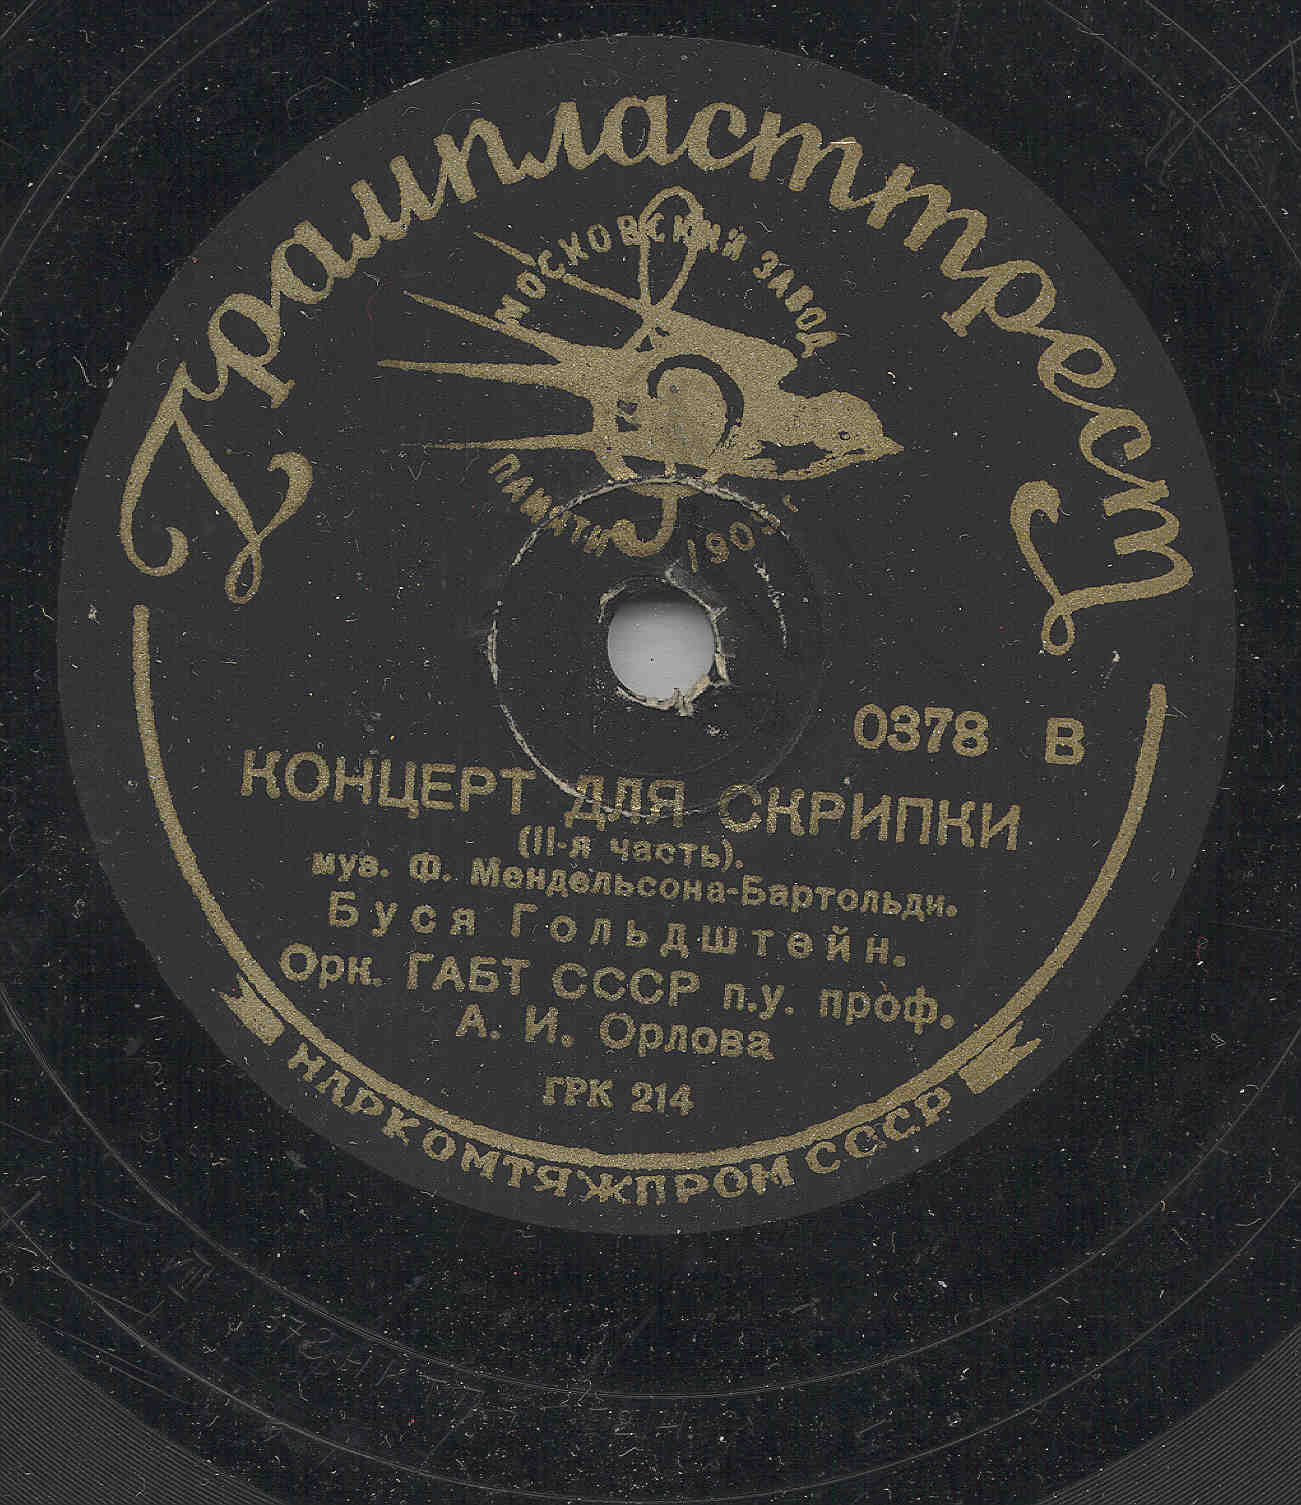 Грампласттрест
МОСКОВСКИЙ ЗАВОД
ПАМЯТИ 1905 г.
0378 В
КОНЦЕРТ ДЛЯ СКРИПКИ
(II-я часть).
муз. Ф. Мендельсона-Бартольди.
Буся Гольдштейн.
Орк. ГАБТ СССР п.у. проф.
А. И. Орлова
ГРК 214
НАРКОМТЯЖПРОМ СССР